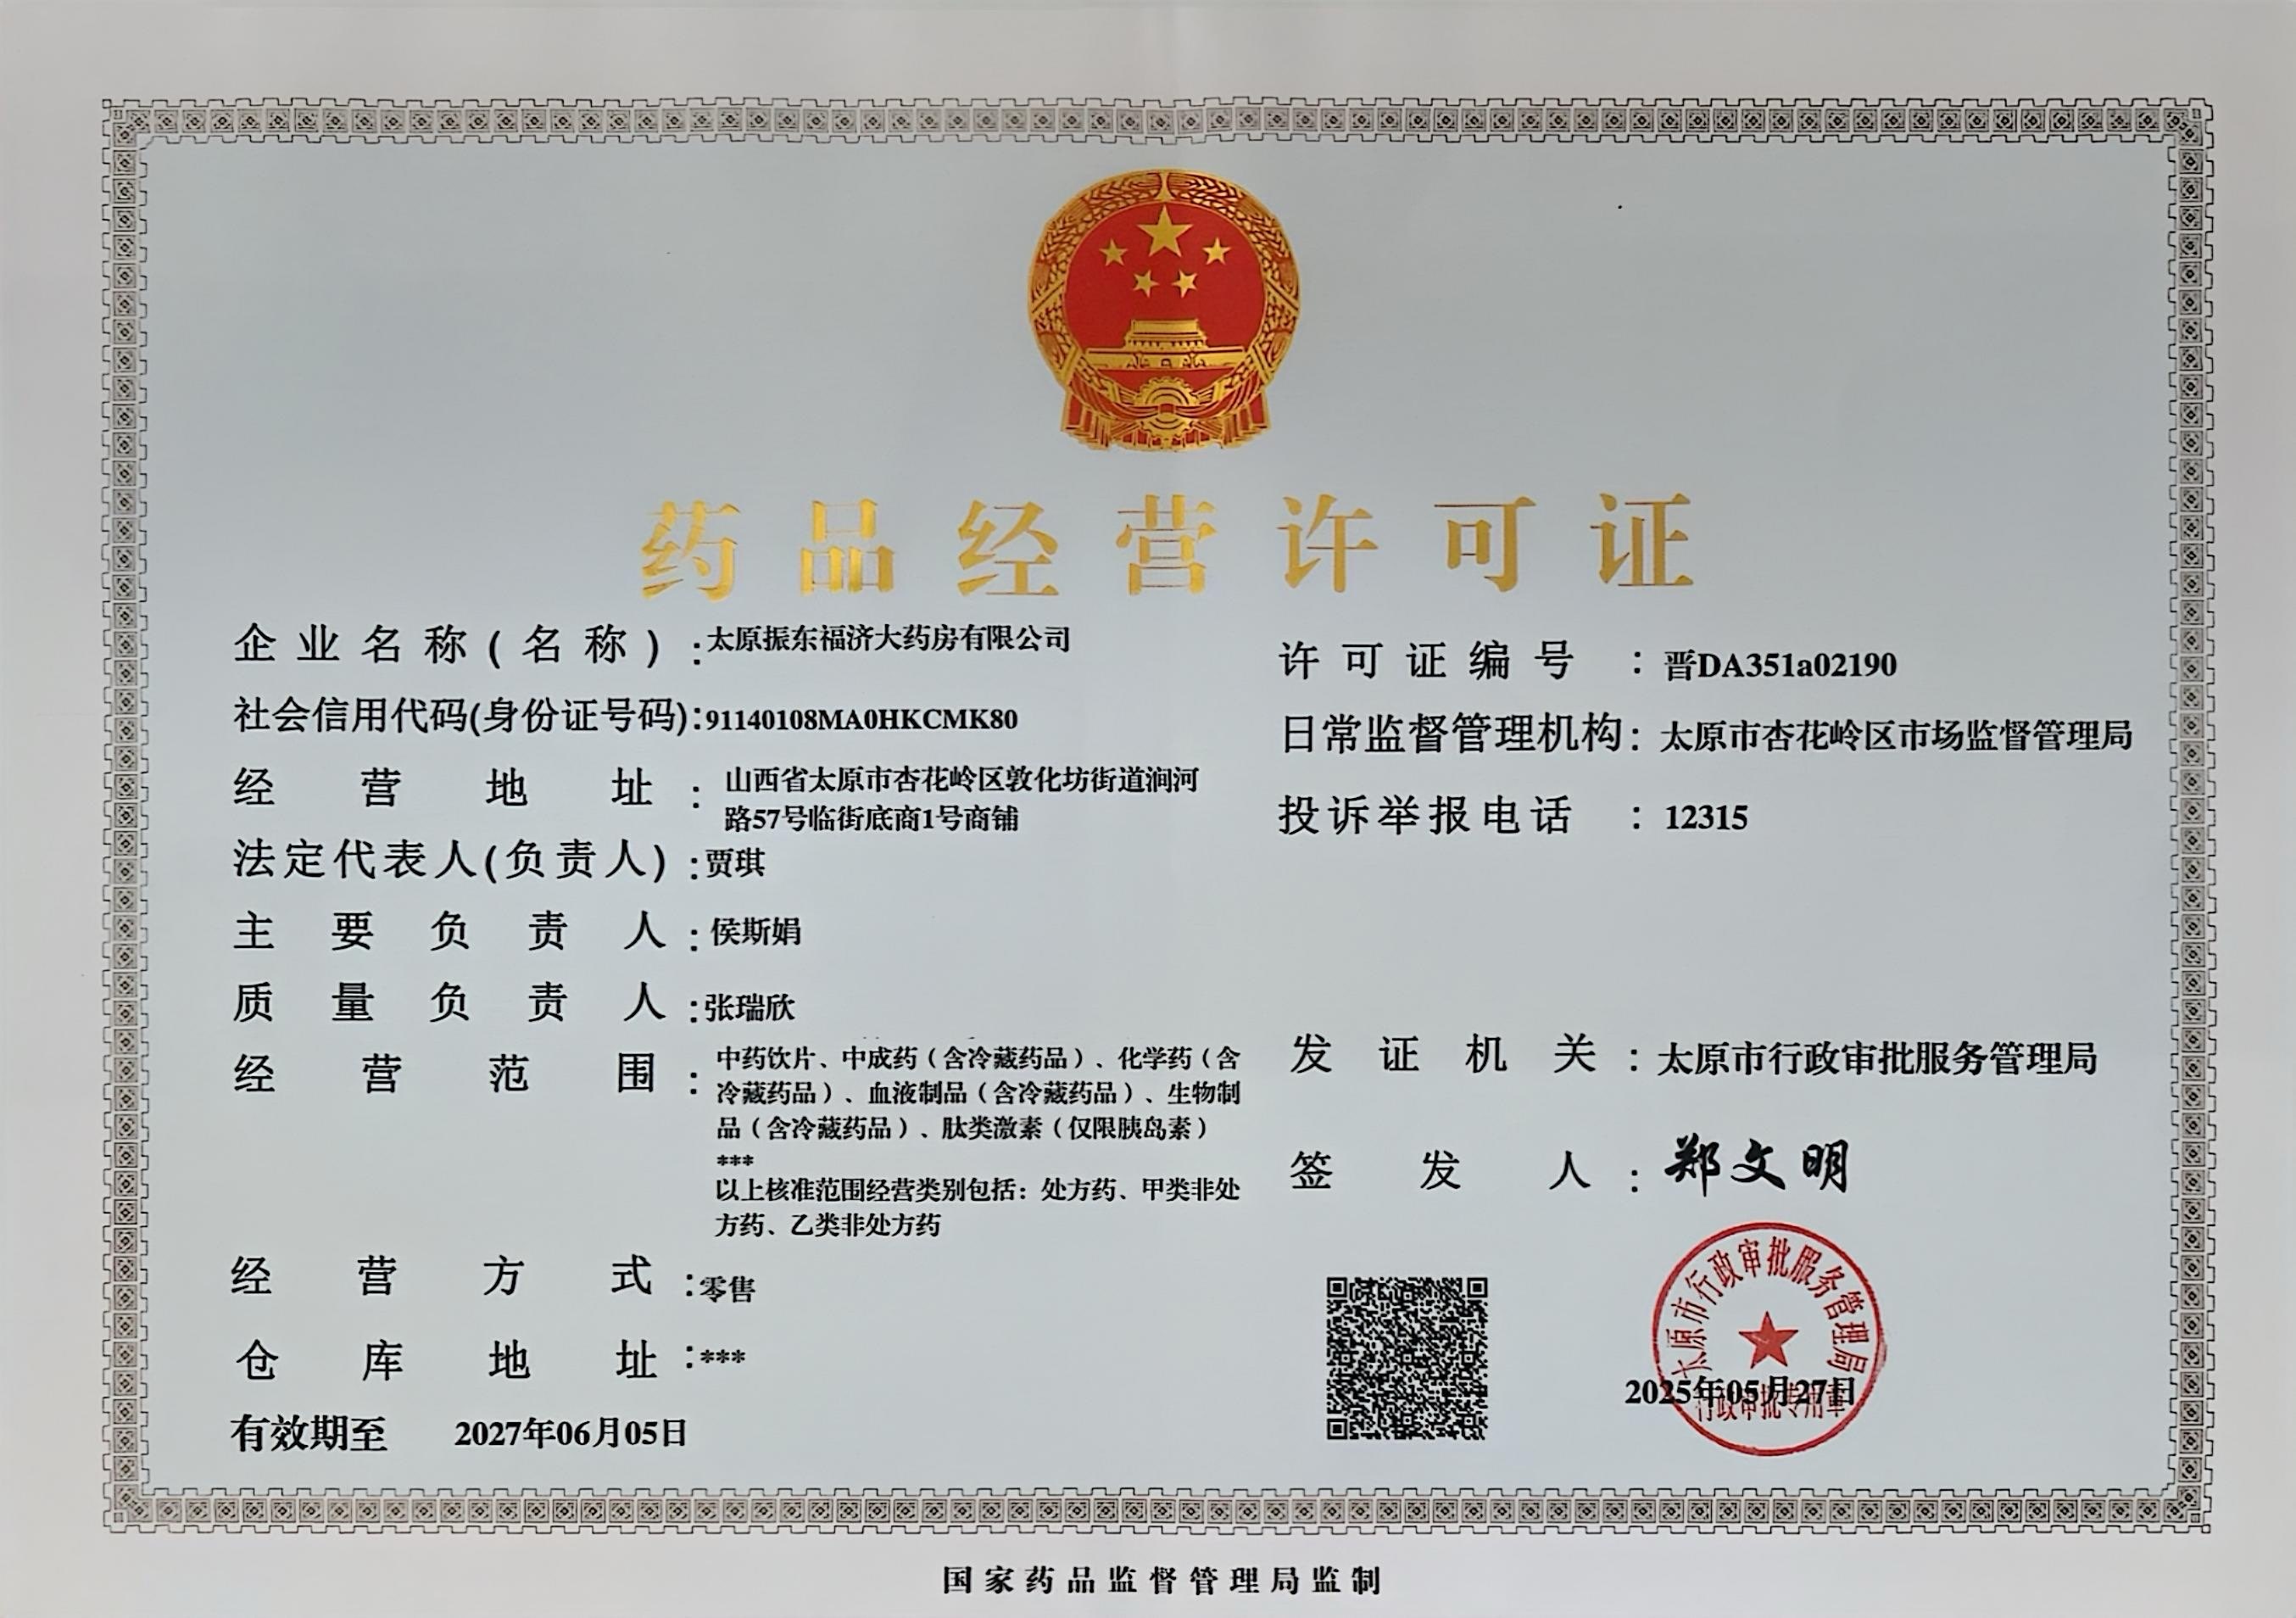 药品经营许可证
企业名称(名称):太原振东福济大药房有限公司
社会信用代码(身份证号码):91140108MA0HKCMK80
经营地址:山西省太原市杏花岭区敦化坊街道涧河
路57号临街底商1号商铺
法定代表人(负责人):贾琪
主要负责人:侯斯娟
质量负责人:张瑞欣
经营范围:中药饮片、中成药（含冷藏药品）、化学药（含
冷藏药品）、血液制品（含冷藏药品）、生物制
品（含冷藏药品）、肽类激素（仅限胰岛素）
***
以上核准范围经营类别包括：处方药、甲类非处
方药、乙类非处方药
经营方式:零售
仓库地址:***
有效期至 2027年06月05日
许可证编号:晋DA351a02190
日常监督管理机构:太原市杏花岭区市场监督管理局
投诉举报电话:12315
发证机关:太原市行政审批服务管理局
签发人:郑文明
太原市行政审批服务管理局
2025年05月27日
行政审批专用章
国家药品监督管理局监制